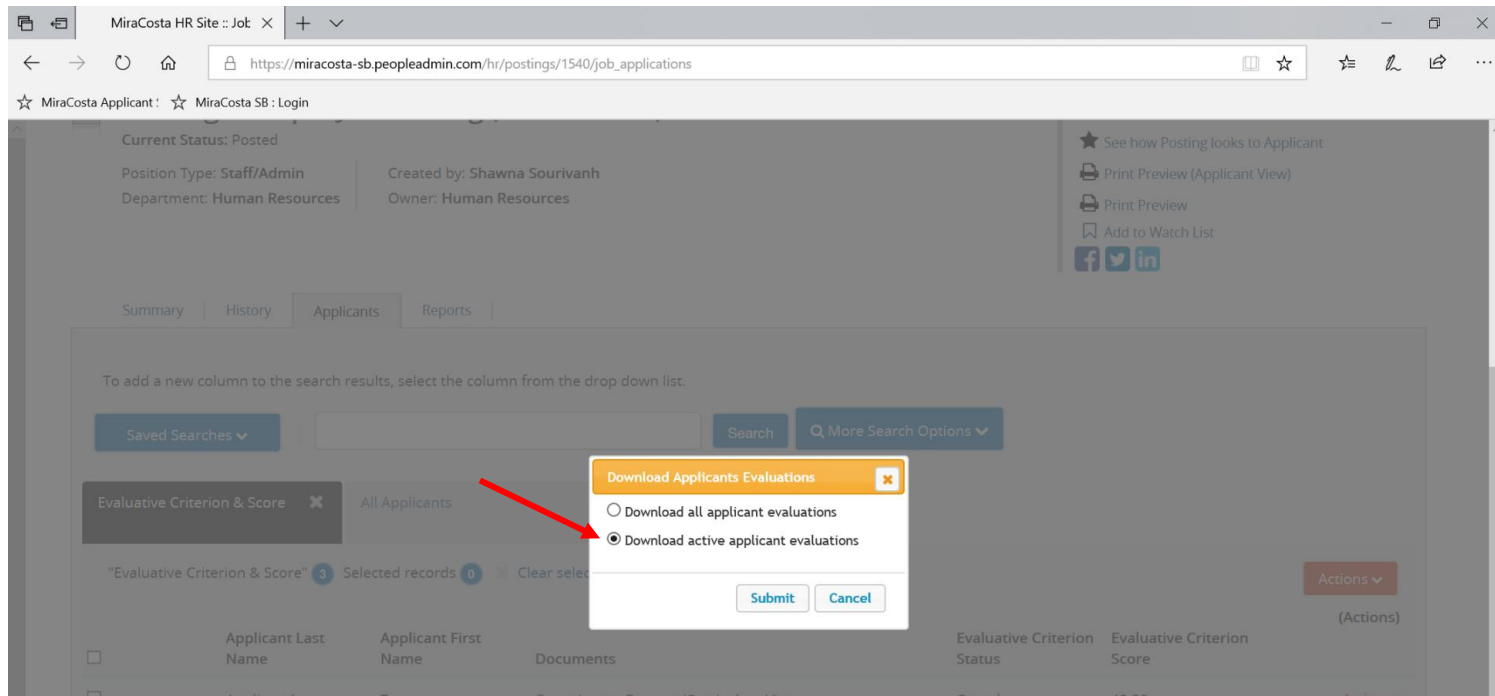 MiraCosta HR Site :: Job
https://miracosta-sb.peopleadmin.com/hr/postings/1540/job_applications
MiraCosta Applicant
MiraCosta SB : Login
Current Status: Posted
Position Type: Staff/Admin
Created by: Shawna Sourivanh
Department: Human Resources
Owner: Human Resources
See how Posting looks to Applicant
Print Preview (Applicant View)
Print Preview
Add to Watch List
Summary
History
Applicants
Reports
To add a new column to the search results, select the column from the drop down list.
Saved Searches
Search
More Search Options
Download Applicants Evaluations
Download all applicant evaluations
Download active applicant evaluations
Submit
Cancel
Evaluative Criterion & Score
All Applicants
"Evaluative Criterion & Score" 3 Selected records 0 Clear
Actions
(Actions)
Applicant Last
Name
Applicant First
Name
Documents
Evaluative Criterion
Status
Evaluative Criterion
Score